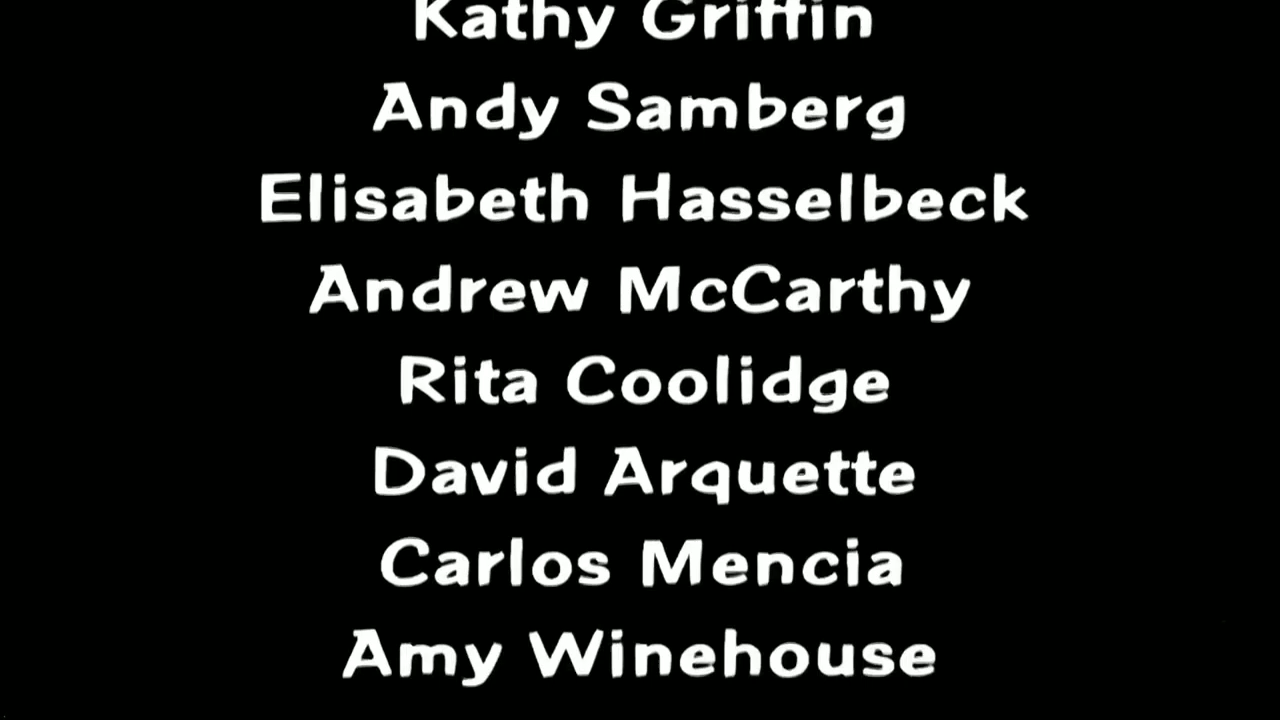 Kathy Griffin
Andy Samberg
Elisabeth Hasselbeck
Andrew McCarthy
Rita Coolidge
David Arquette
Carlos Mencia
Amy Winehouse